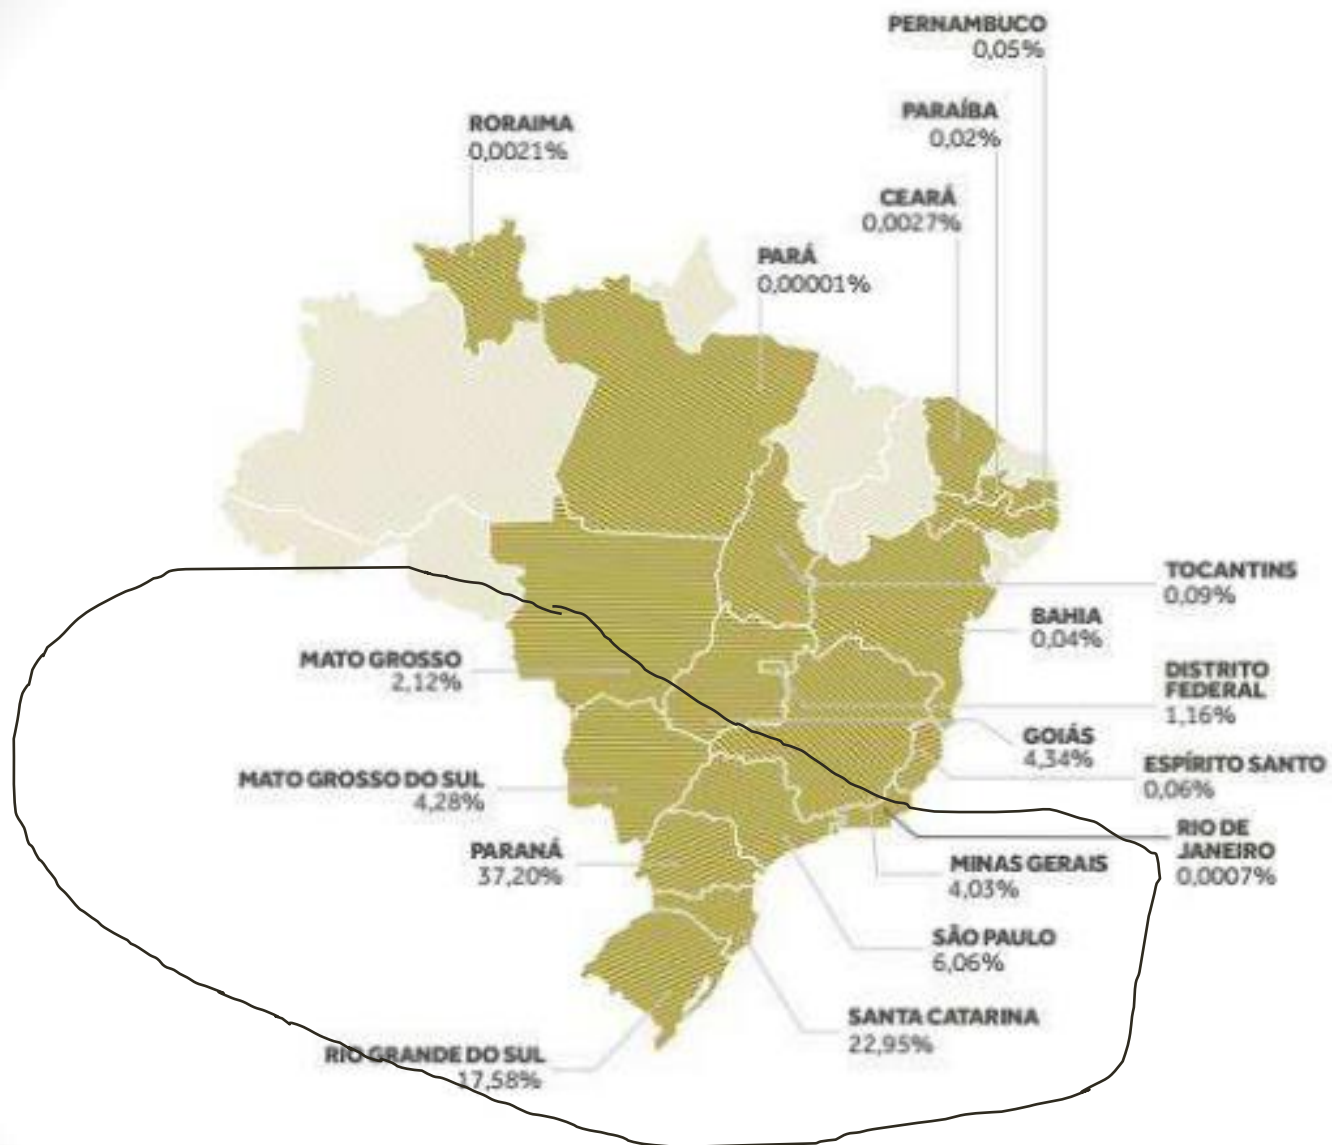 PERNAMBUCO
0,05%
PARAÍBA
0,02%
RORAIMA
0,0021%
CEARÁ
0,0027%
PARÁ
0,00001%
TOCANTINS
0,09%
BAHIA
0,04%
MATO GROSSO
2,12%
DISTRITO
FEDERAL
1,16%
GOIÁS
4,34%
ESPÍRITO SANTO
0,06%
MATO GROSSO DO SUL
4,28%
RIO DE
JANEIRO
0,0007%
PARANÁ
37,20%
MINAS GERAIS
4,03%
SÃO PAULO
6,06%
SANTA CATARINA
22,95%
RIO GRANDE DO SUL
17,58%